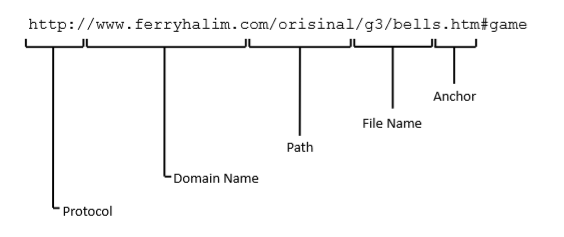 http://www.ferryhalim.com/orisinal/g3/bells.htm#game
Anchor
File Name
Path
Domain Name
Protocol